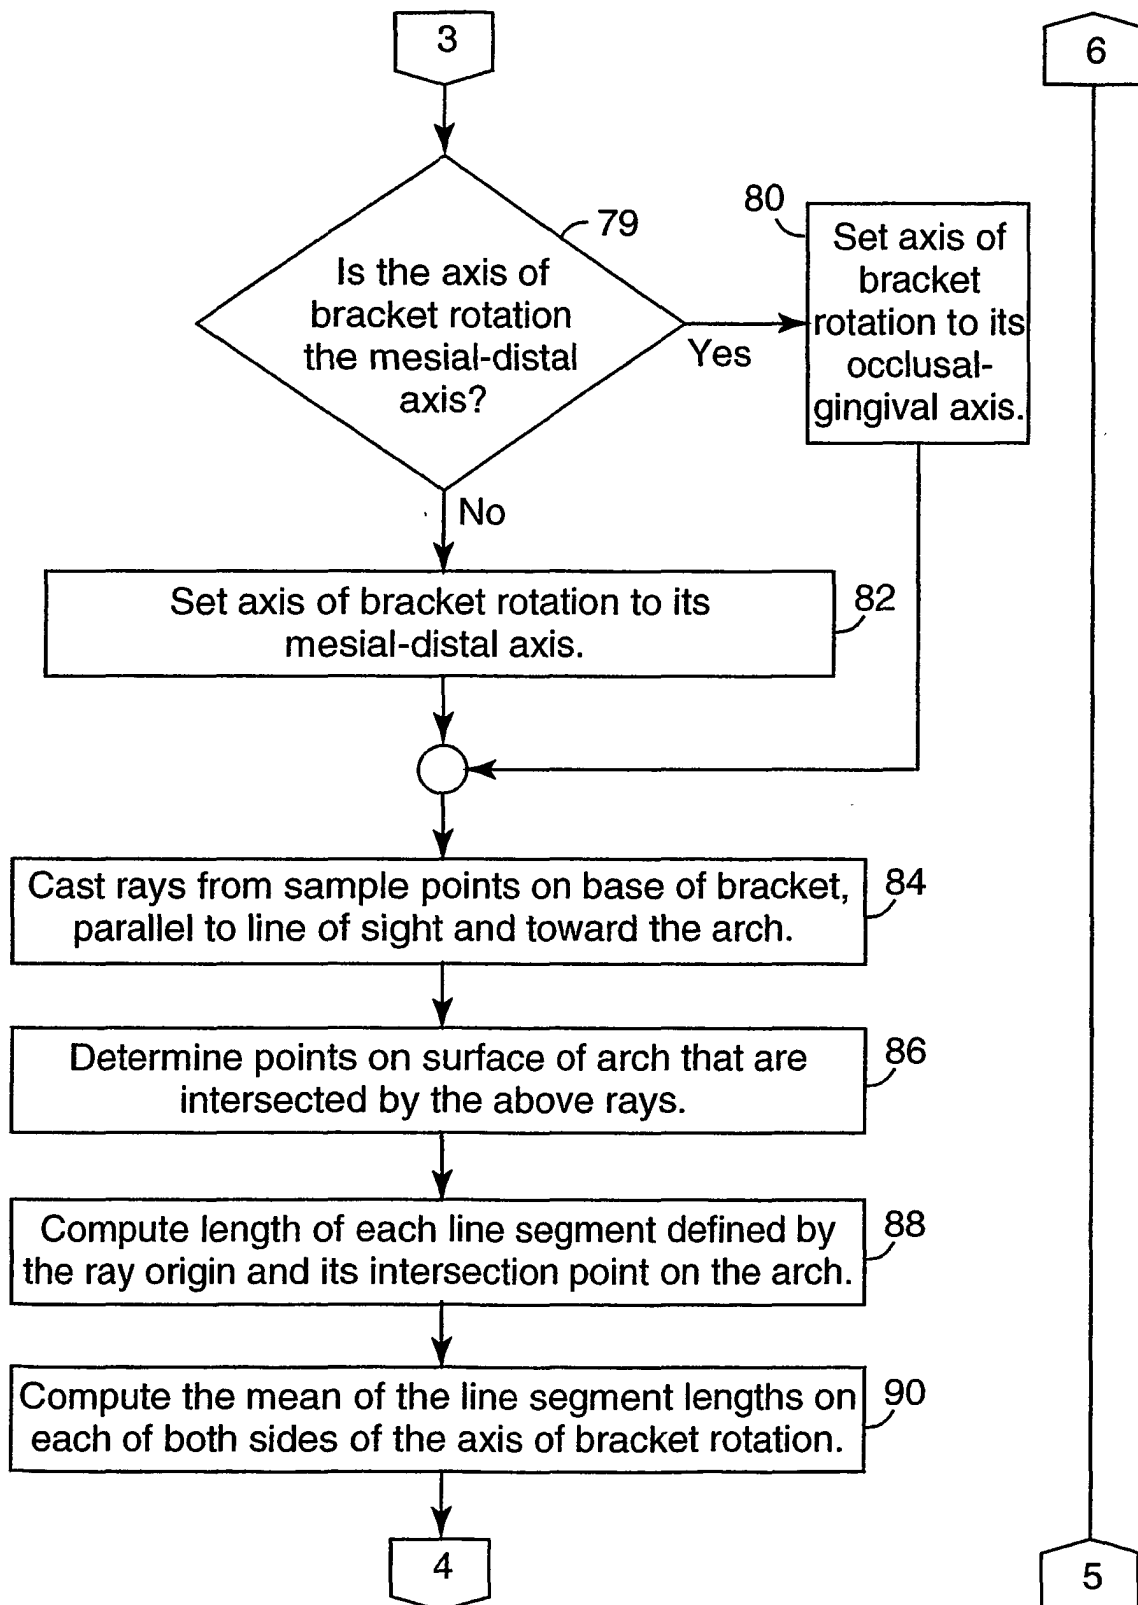 3
6
79
Is the axis of
bracket rotation
the mesial-distal
axis?
Yes
80
Set axis of
bracket
rotation to its
occlusal-
gingival axis.
No
Set axis of bracket rotation to its
mesial-distal axis.
82
Cast rays from sample points on base of bracket,
parallel to line of sight and toward the arch.
84
Determine points on surface of arch that are
intersected by the above rays.
86
Compute length of each line segment defined by
the ray origin and its intersection point on the arch.
88
Compute the mean of the line segment lengths on
each of both sides of the axis of bracket rotation.
90
4
5